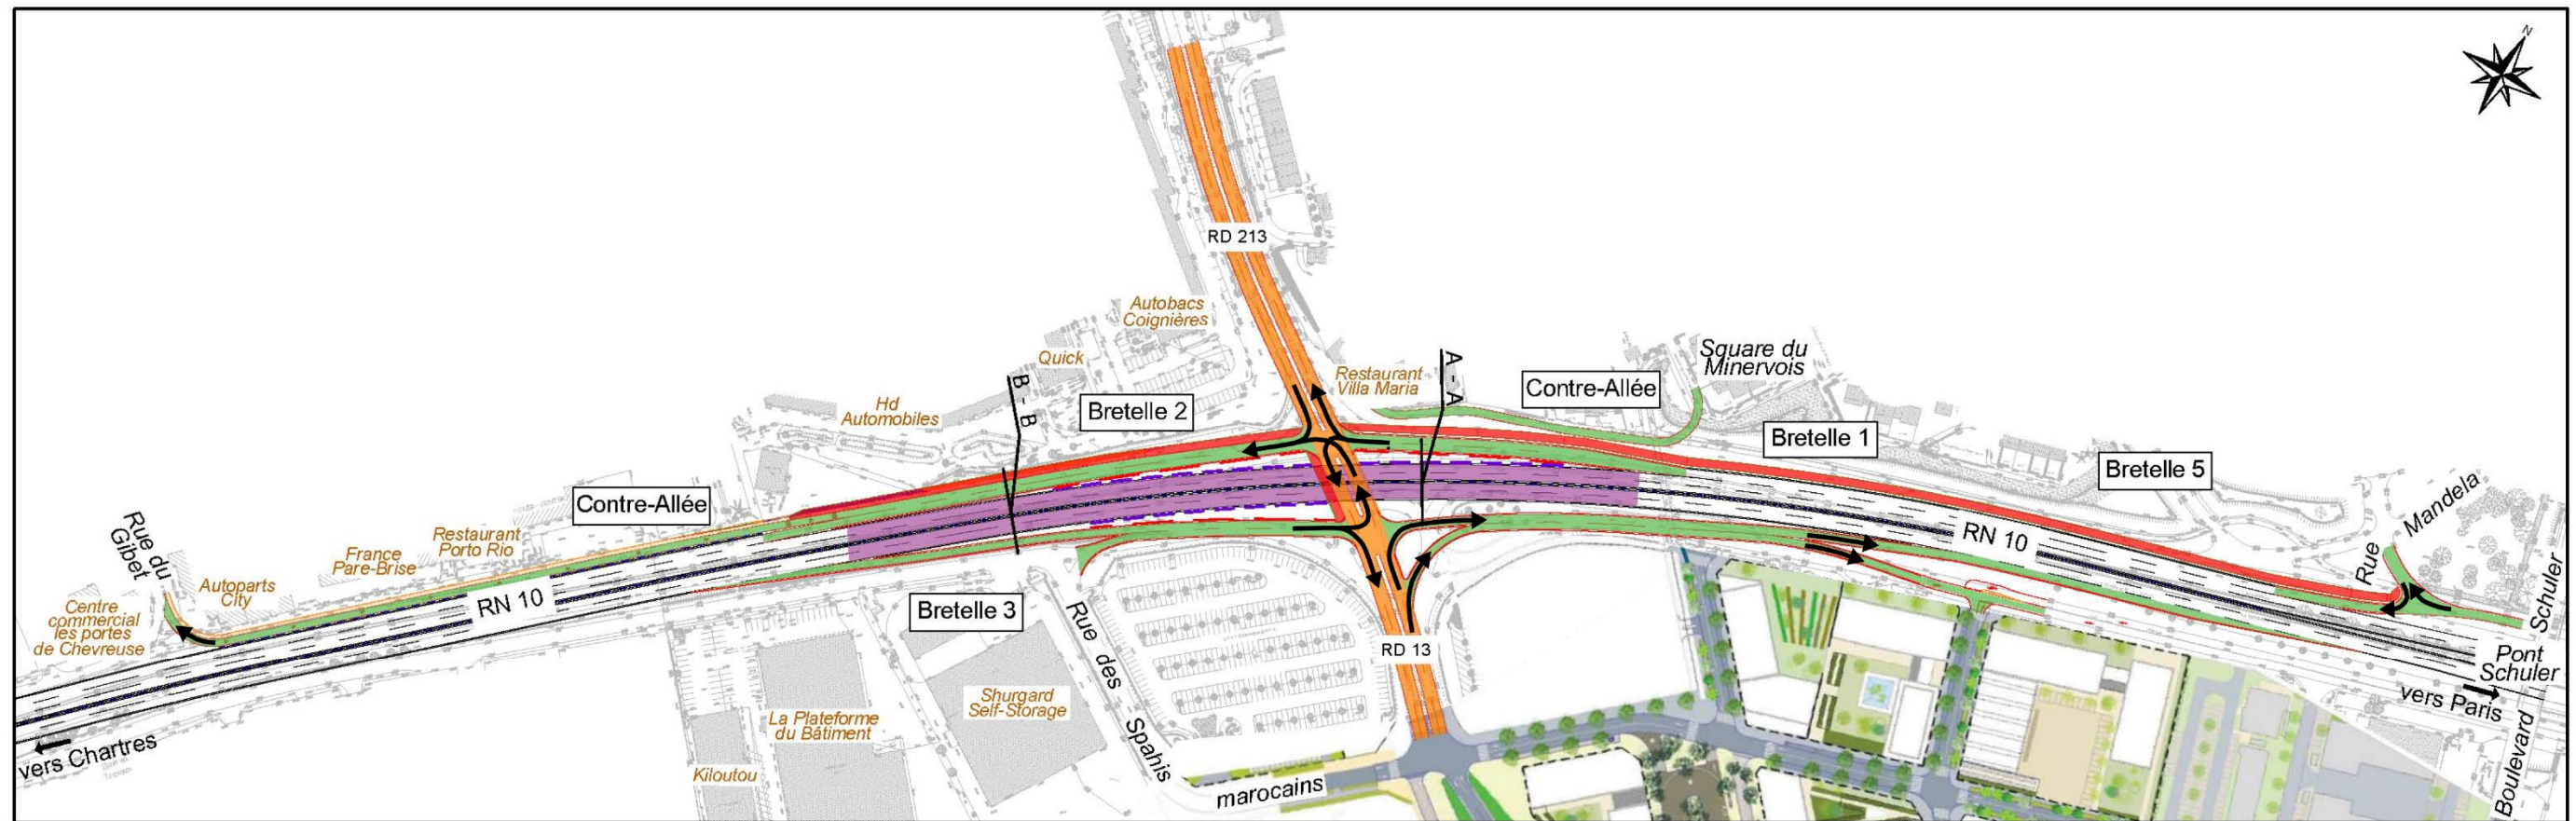 N
RD 213
Autobacs
Coignières
Quick
Hd
Automobiles
B - B
Bretelle 2
Restaurant
Villa Maria
A - A
Contre-Allée
Square du
Minervois
Bretelle 1
Bretelle 5
Rue Mandela
Schuler
Contre-Allée
Rue du
Gibet
Restaurant
Porto Rio
France
Pare-Brise
Autoparts
City
Centre
commercial
les portes
de Chevreuse
RN 10
RN 10
Bretelle 3
Rue des Spahis
marocains
Shurgard
Self-Storage
La Plateforme
du Bâtiment
Kiloutou
RD 13
Pont
Schuler
vers Paris
Boulevard
vers Chartres